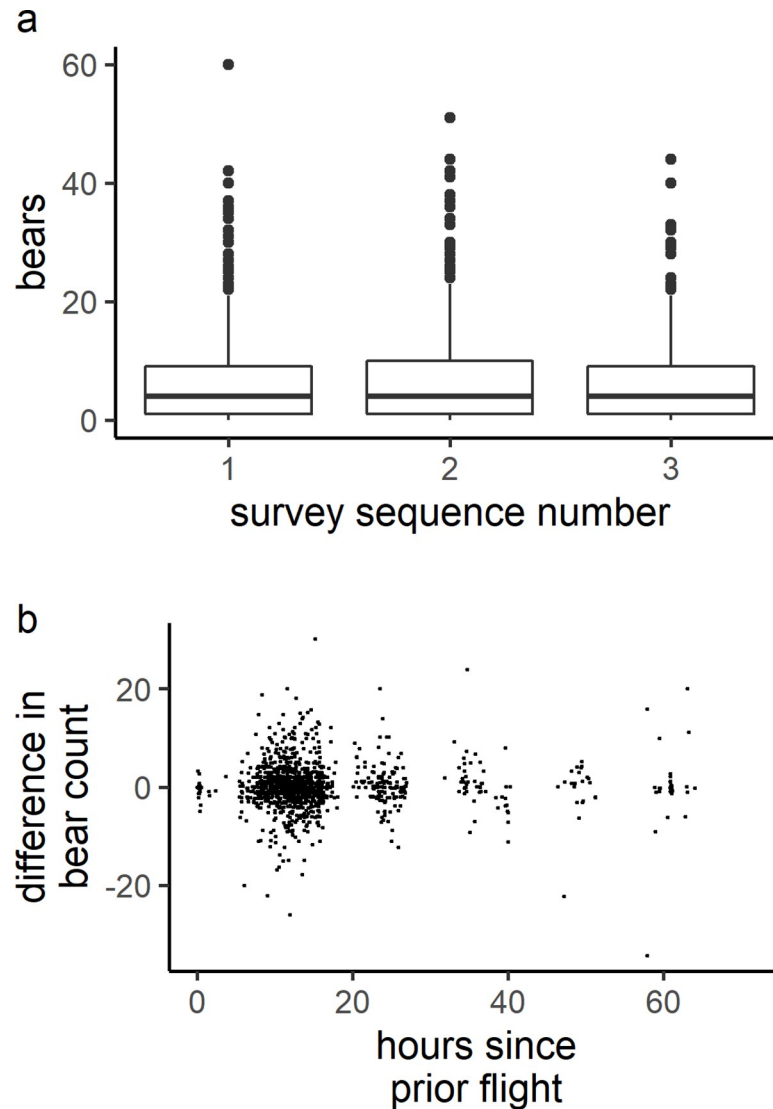 a
60
40
20
0
bears
1 2 3
survey sequence number
b
20
0
-20
difference in
bear count
0 20 40 60
hours since
prior flight